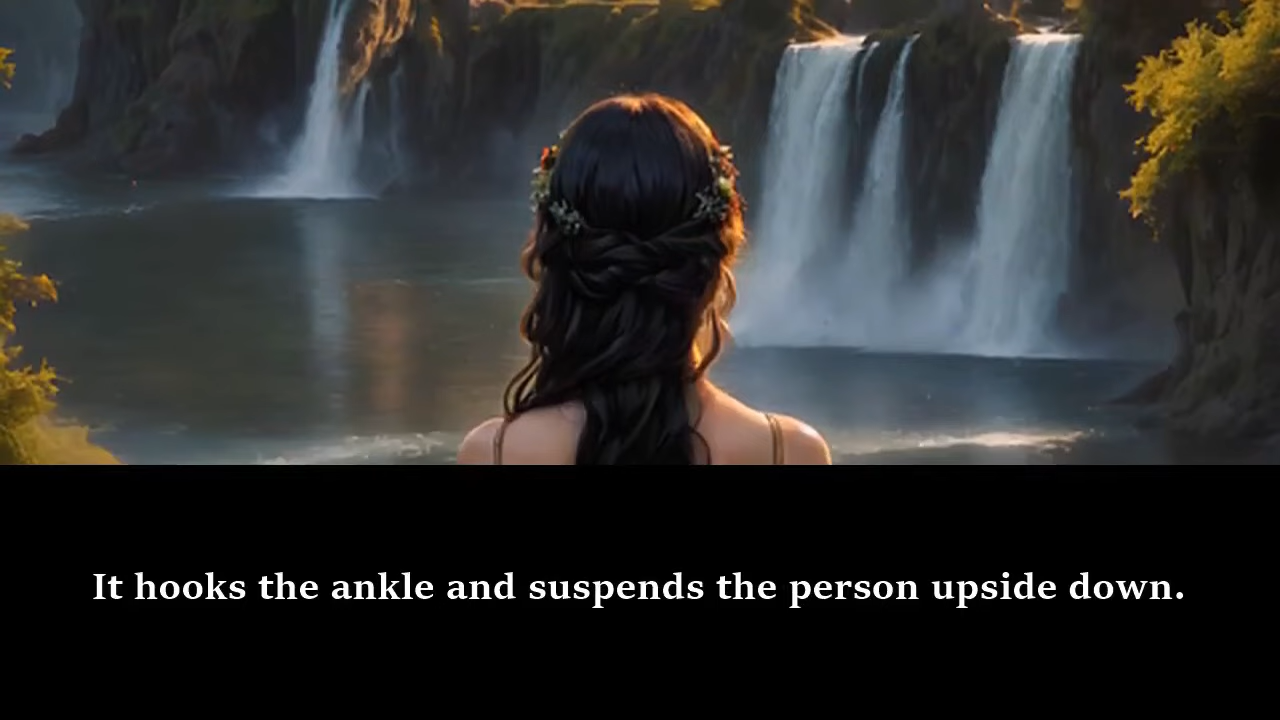 It hooks the ankle and suspends the person upside down.